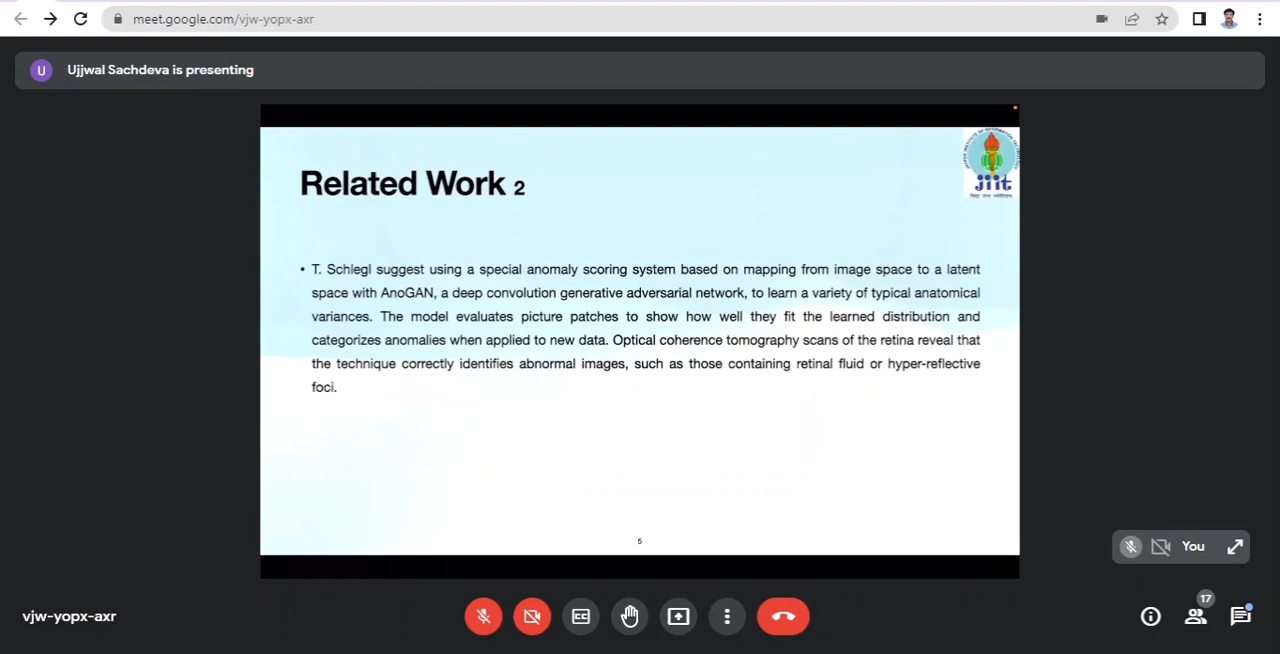 meet.google.com/vjw-yopx-axr
U
Ujjwal Sachdeva is presenting
Related Work 2
JIIT
• T. Schlegl suggest using a special anomaly scoring system based on mapping from image space to a latent
space with AnoGAN, a deep convolution generative adversarial network, to learn a variety of typical anatomical
variances. The model evaluates picture patches to show how well they fit the learned distribution and
categorizes anomalies when applied to new data. Optical coherence tomography scans of the retina reveal that
the technique correctly identifies abnormal images, such as those containing retinal fluid or hyper-reflective
foci.
5
You
17
vjw-yopx-axr
CC